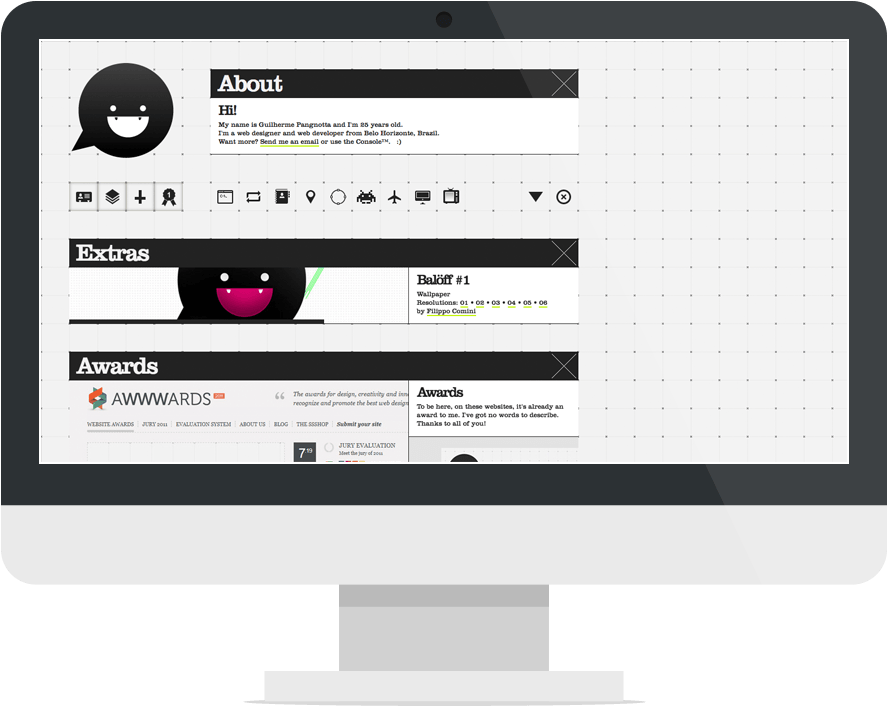 About
Hi!
My name is Guilherme Pangnotta and I'm 25 years old.
I'm a web designer and web developer from Belo Horizonte, Brazil.
Want more? Send me an email or use the Console™. :)
1
Extras
Balöff #1
Wallpaper
Resolutions: 01 • 02 • 03 • 04 • 05 • 06
by Filippo Comini
Awards
AWWWARDS
“ The awards for design, creativity and inn
recognize and promote the best web design
WEBSITE AWARDS | JURY 2011 | EVALUATION SYSTEM | ABOUT US | BLOG | THE SSSHOP | Submit your site
7.19
JURY EVALUATION
Meet the jury of 2011
Awards
To be here, on these websites, it's already an
award to me. I've got no words to describe.
Thanks to all of you!